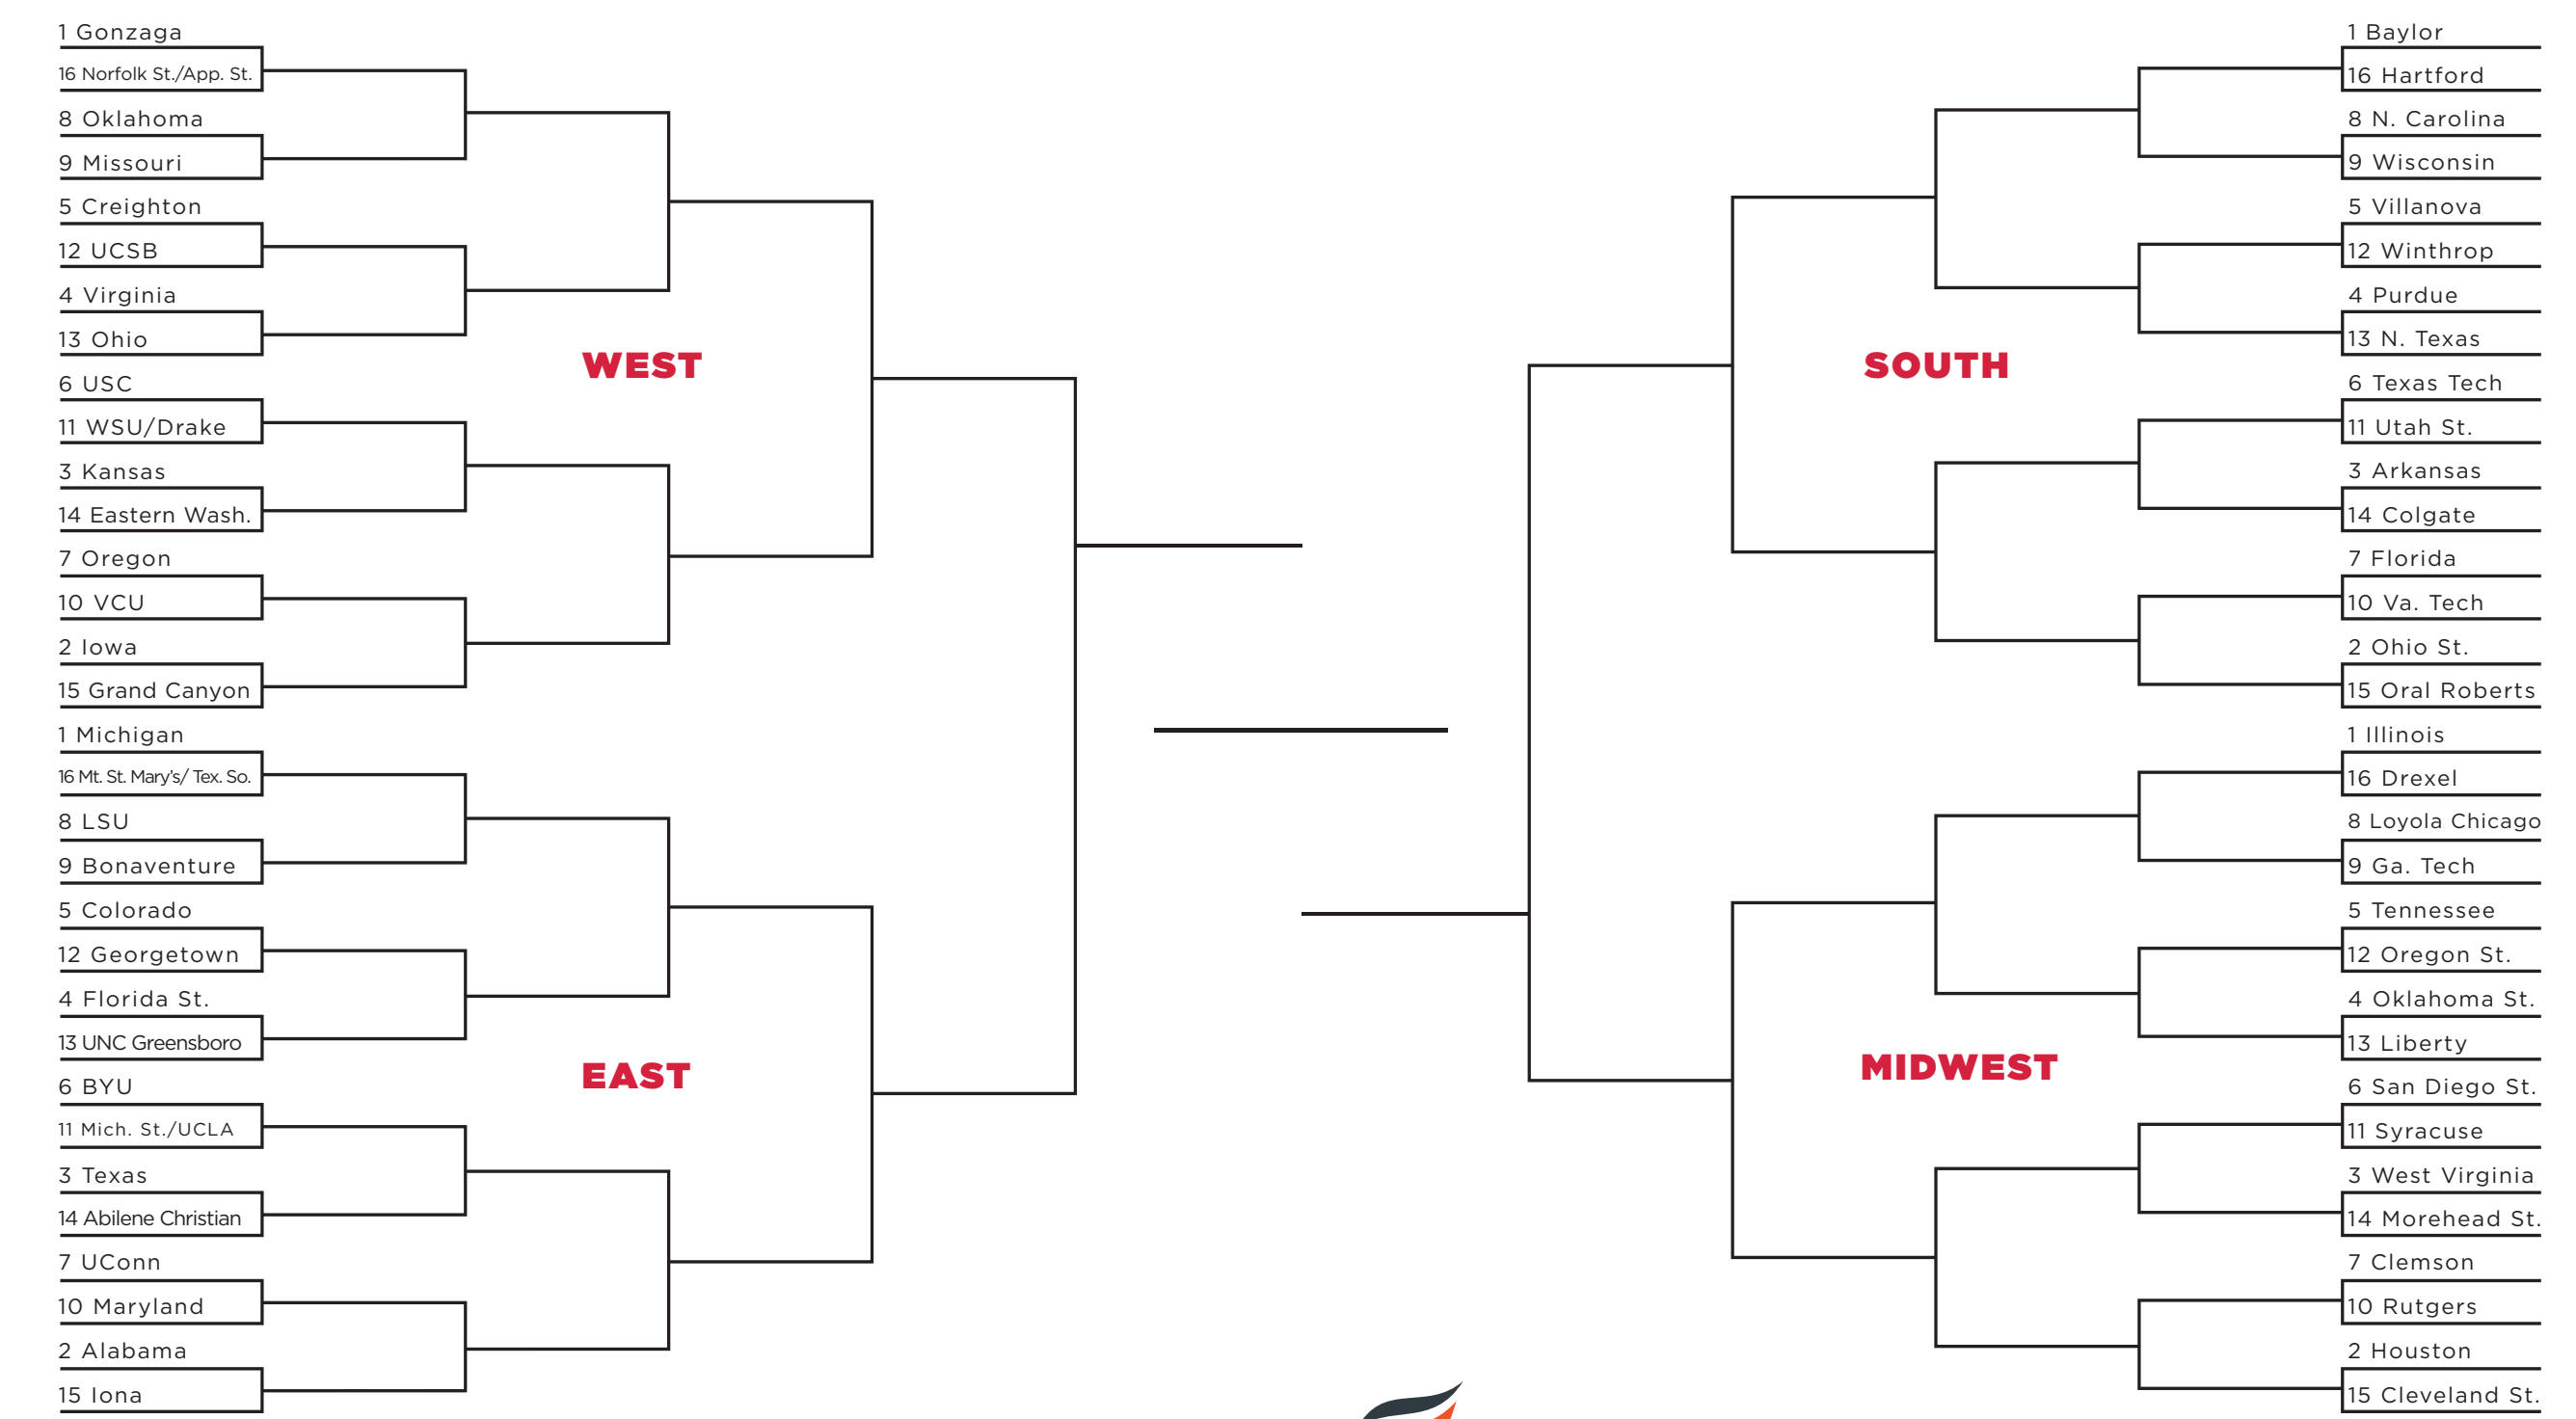 1 Gonzaga
16 Norfolk St./App. St.
8 Oklahoma
9 Missouri
5 Creighton
12 UCSB
4 Virginia
13 Ohio
6 USC
11 WSU/Drake
3 Kansas
14 Eastern Wash.
7 Oregon
10 VCU
2 Iowa
15 Grand Canyon
WEST
1 Michigan
16 Mt. St. Mary's/ Tex. So.
8 LSU
9 Bonaventure
5 Colorado
12 Georgetown
4 Florida St.
13 UNC Greensboro
6 BYU
11 Mich. St./UCLA
3 Texas
14 Abilene Christian
7 UConn
10 Maryland
2 Alabama
15 Iona
EAST
1 Baylor
16 Hartford
8 N. Carolina
9 Wisconsin
5 Villanova
12 Winthrop
4 Purdue
13 N. Texas
6 Texas Tech
11 Utah St.
3 Arkansas
14 Colgate
7 Florida
10 Va. Tech
2 Ohio St.
15 Oral Roberts
SOUTH
1 Illinois
16 Drexel
8 Loyola Chicago
9 Ga. Tech
5 Tennessee
12 Oregon St.
4 Oklahoma St.
13 Liberty
6 San Diego St.
11 Syracuse
3 West Virginia
14 Morehead St.
7 Clemson
10 Rutgers
2 Houston
15 Cleveland St.
MIDWEST